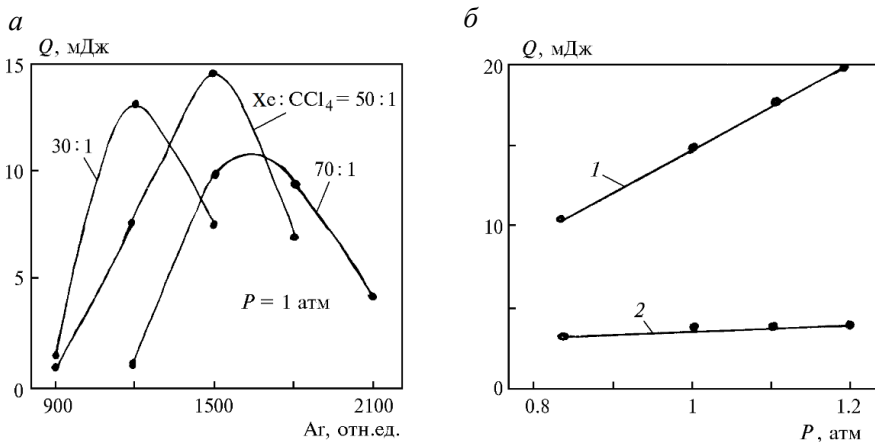 а
Q, мДж
15
10
5
0
30 : 1
Xe : CCl4 = 50 : 1
70 : 1
P = 1 атм
900
1500
2100
Ar, отн.ед.
б
Q, мДж
20
10
0
1
2
0.8
1
1.2
P, атм